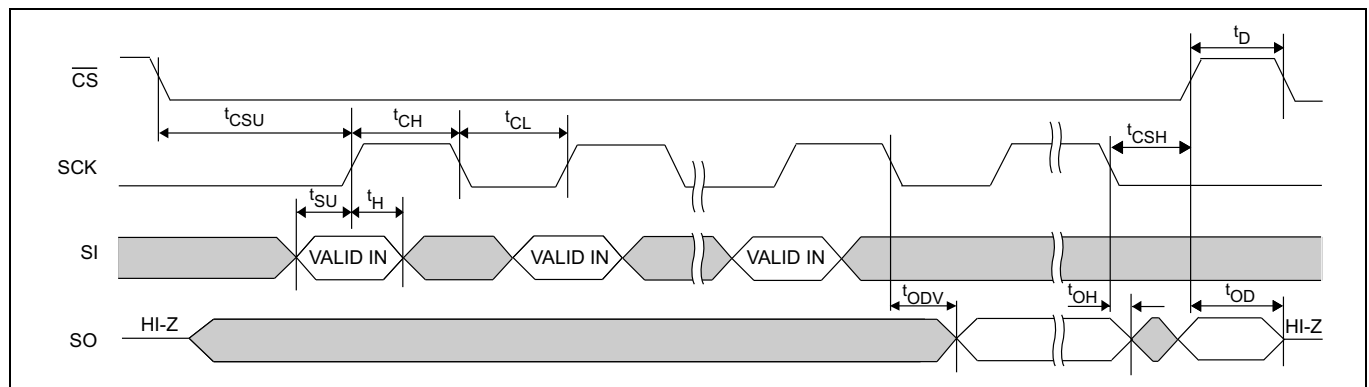 tD
CS
tCSU
tCH
tCL
tCSH
SCK
tSU
tH
SI
VALID IN
VALID IN
VALID IN
tODV
tOH
tOD
SO
HI-Z
HI-Z